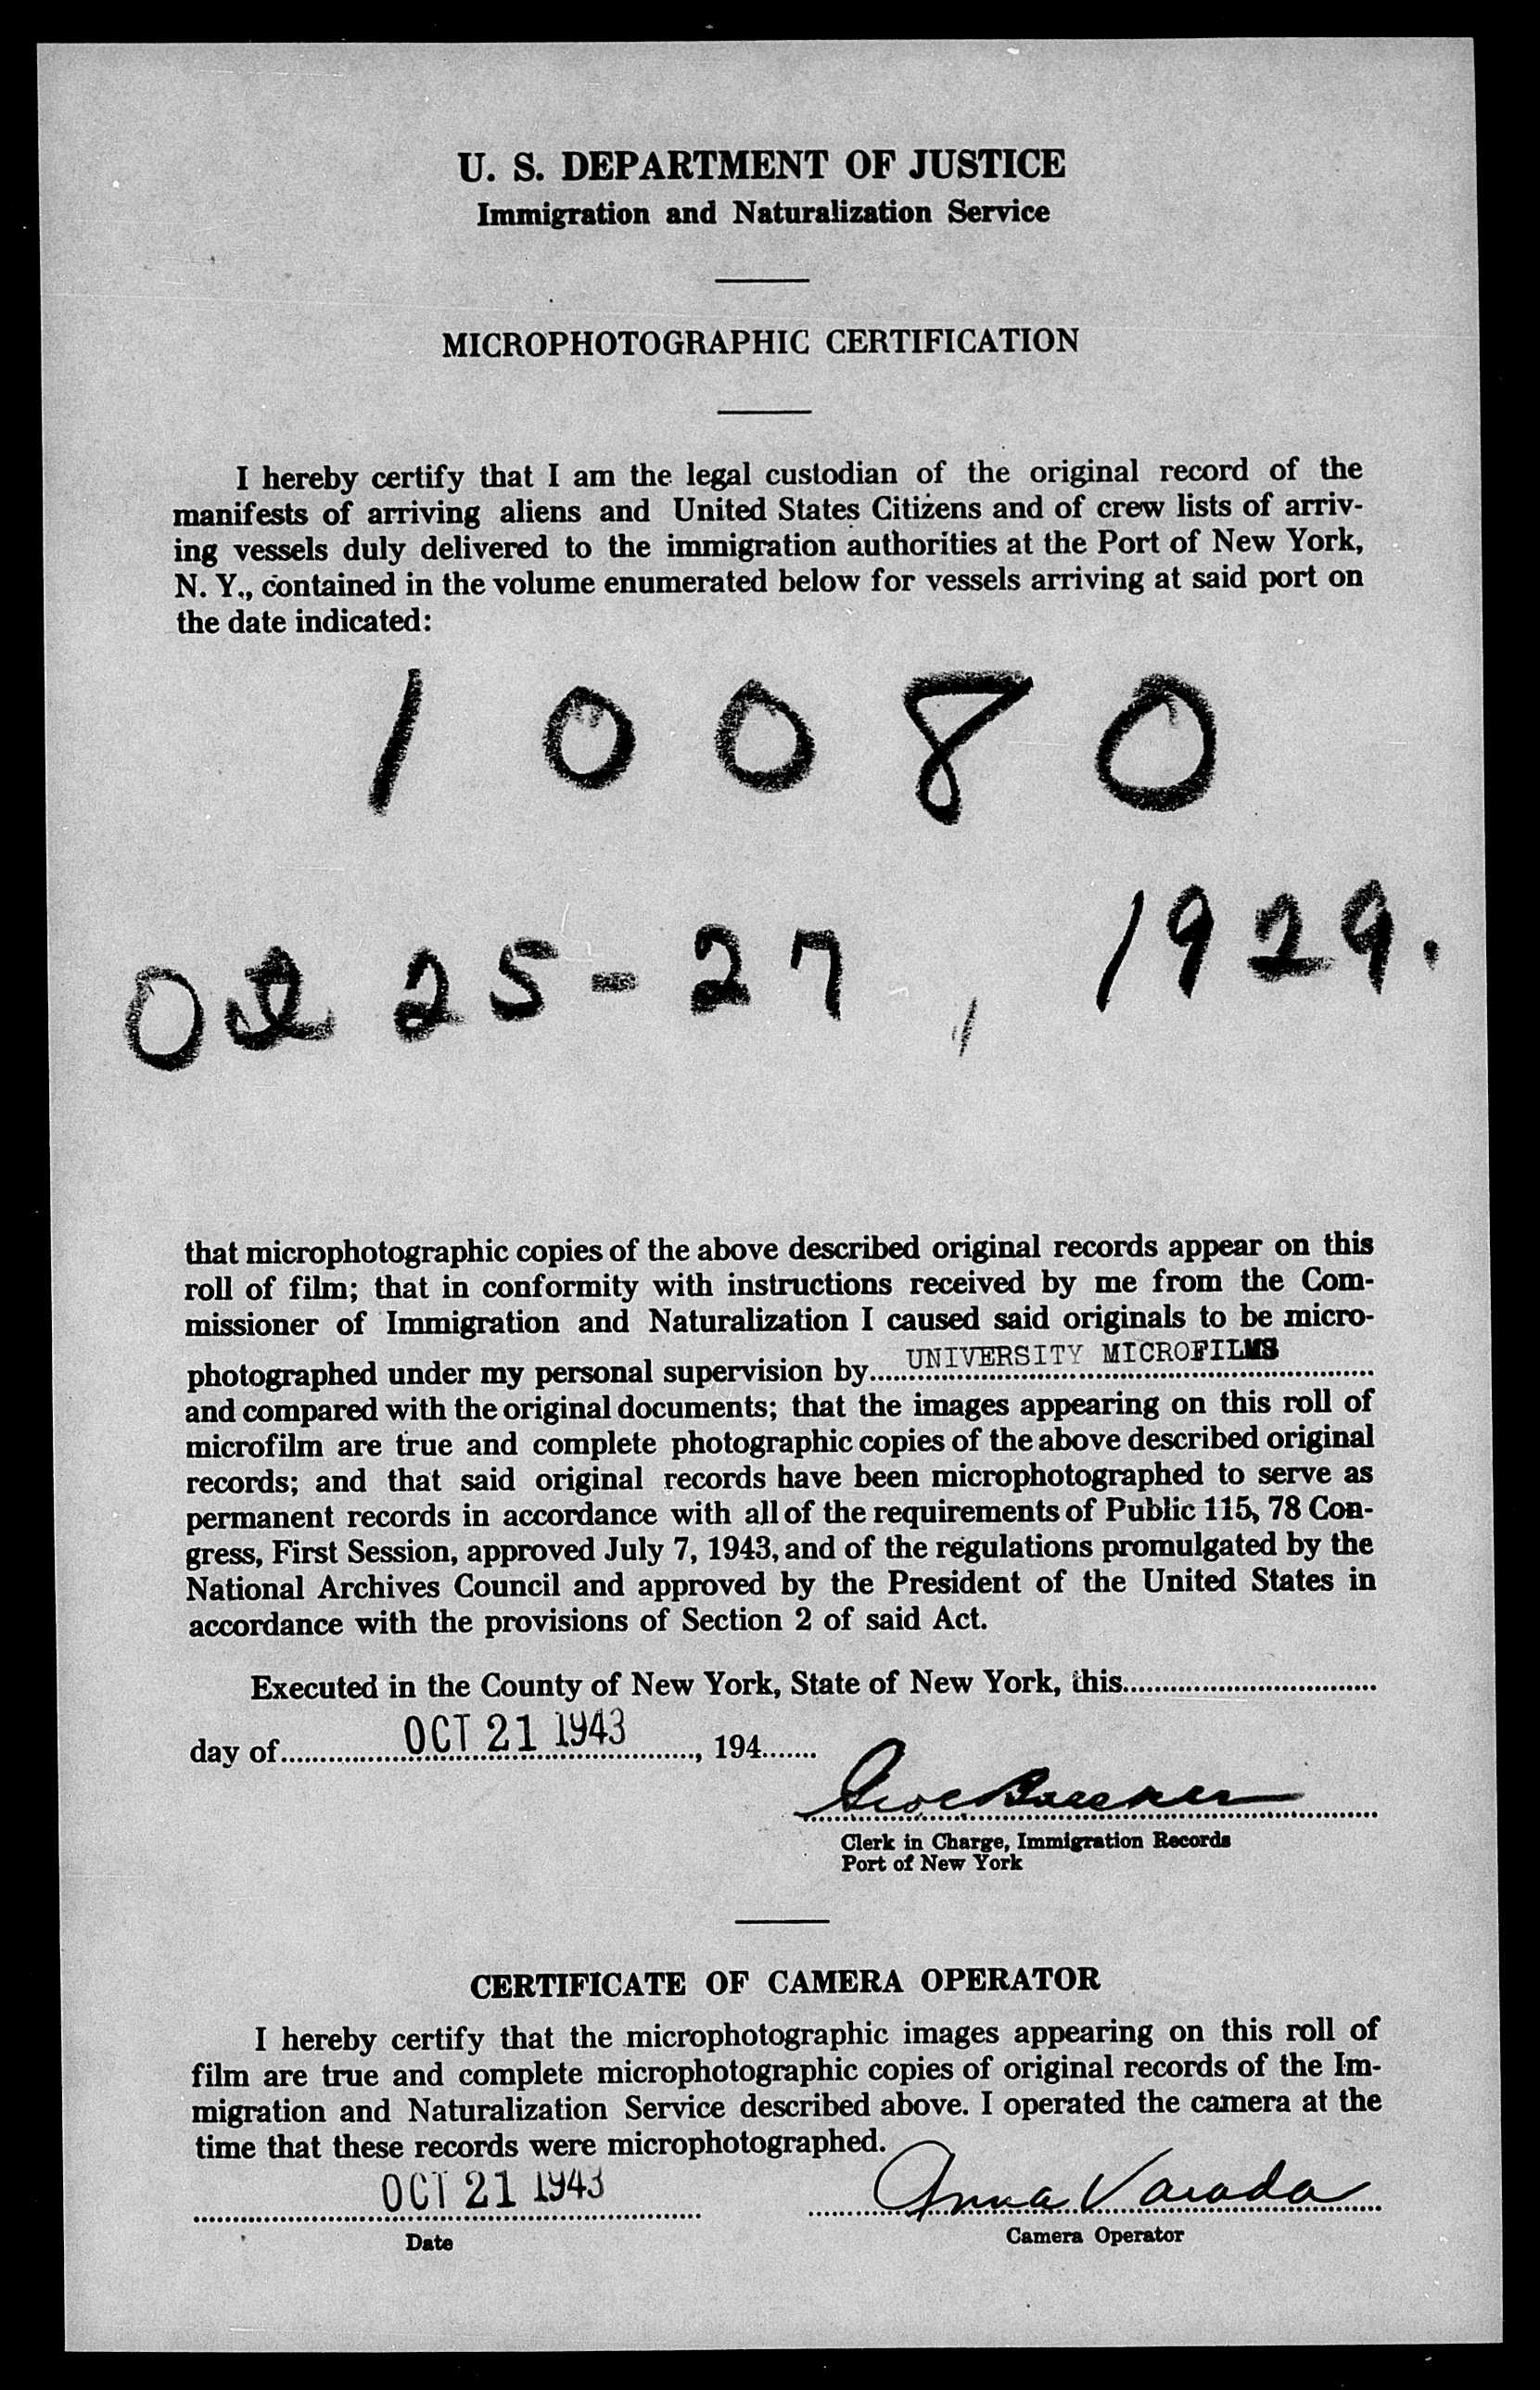 U. S. DEPARTMENT OF JUSTICE
Immigration and Naturalization Service
MICROPHOTOGRAPHIC CERTIFICATION
I hereby certify that I am the legal custodian of the original record of the
manifests of arriving aliens and United States Citizens and of crew lists of arriv-
ing vessels duly delivered to the immigration authorities at the Port of New York,
N. Y., contained in the volume enumerated below for vessels arriving at said port on
the date indicated:
10080
Oct 25-27, 1929.
that microphotographic copies of the above described original records appear on this
roll of film; that in conformity with instructions received by me from the Com-
missioner of Immigration and Naturalization I caused said originals to be micro-
photographed under my personal supervision by UNIVERSITY MICROFILMS
and compared with the original documents; that the images appearing on this roll of
microfilm are true and complete photographic copies of the above described original
records; and that said original records have been microphotographed to serve as
permanent records in accordance with all of the requirements of Public 115, 78 Con-
gress, First Session, approved July 7, 1943, and of the regulations promulgated by the
National Archives Council and approved by the President of the United States in
accordance with the provisions of Section 2 of said Act.
Executed in the County of New York, State of New York, this
day of OCT 21 1943, 194
Clerk in Charge, Immigration Records
Port of New York
CERTIFICATE OF CAMERA OPERATOR
I hereby certify that the microphotographic images appearing on this roll of
film are true and complete microphotographic copies of original records of the Im-
migration and Naturalization Service described above. I operated the camera at the
time that these records were microphotographed.
OCT 21 1943 Anna Varada
Date Camera Operator